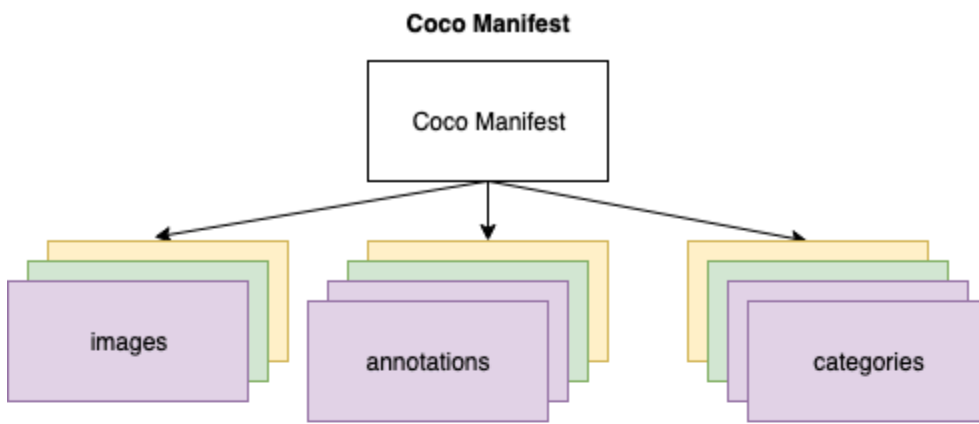 Coco Manifest
Coco Manifest
images
annotations
categories